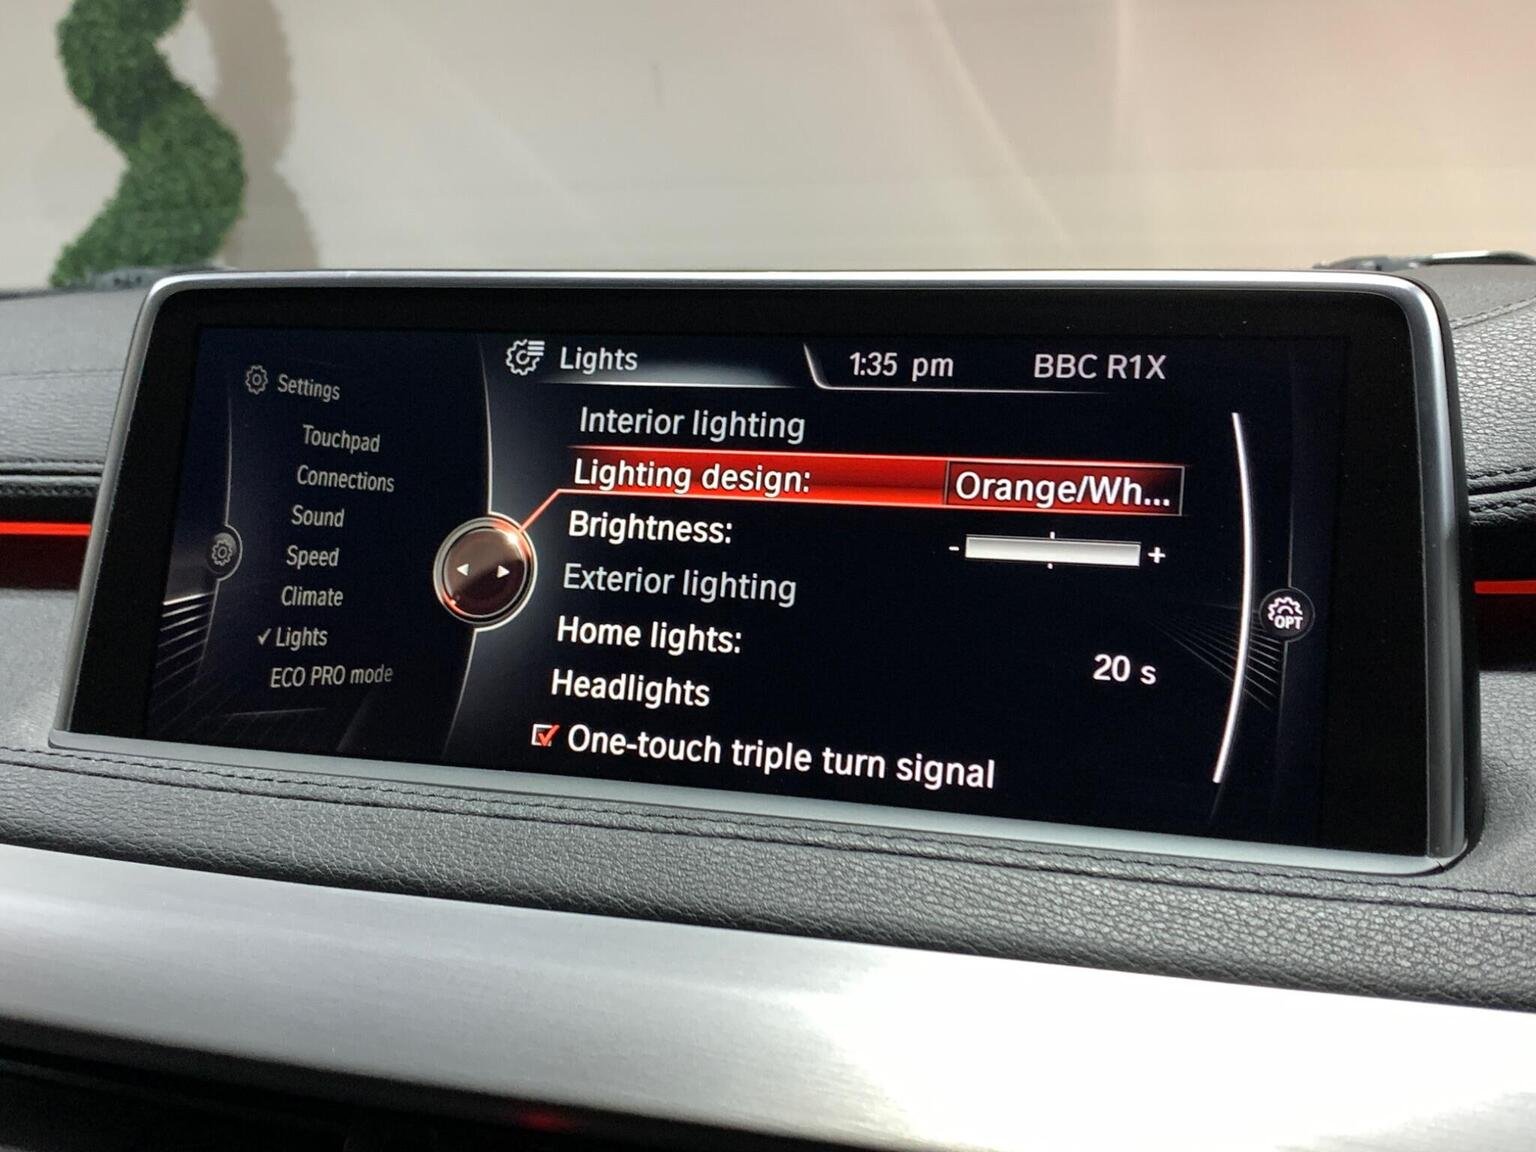 Settings
Touchpad
Connections
Sound
Speed
Climate
✓ Lights
ECO PRO mode
Lights
1:35 pm
BBC R1X
Interior lighting
Lighting design: Orange/Wh...
Brightness: - +
Exterior lighting
Home lights: 20 s
Headlights
One-touch triple turn signal
OPT